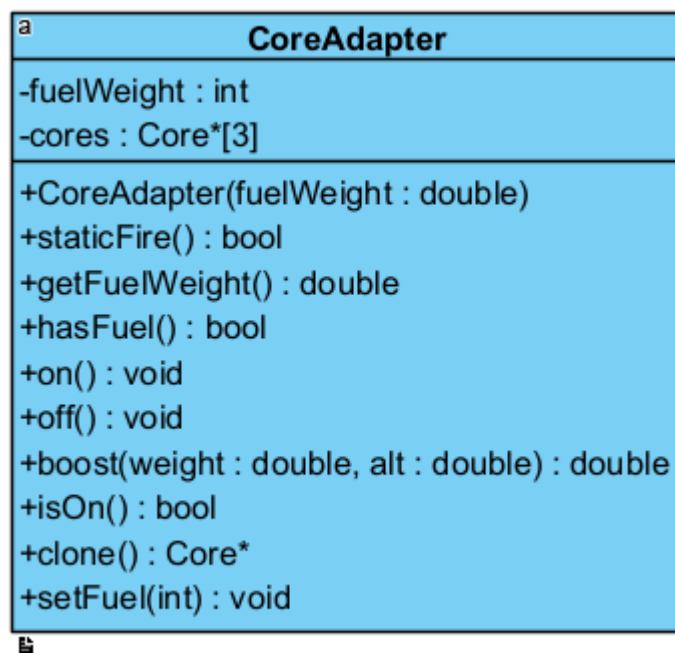 a
CoreAdapter
-fuelWeight : int
-cores : Core*[3]
+CoreAdapter(fuelWeight : double)
+staticFire() : bool
+getFuelWeight() : double
+hasFuel() : bool
+on() : void
+off() : void
+boost(weight : double, alt : double) : double
+isOn() : bool
+clone() : Core*
+setFuel(int) : void